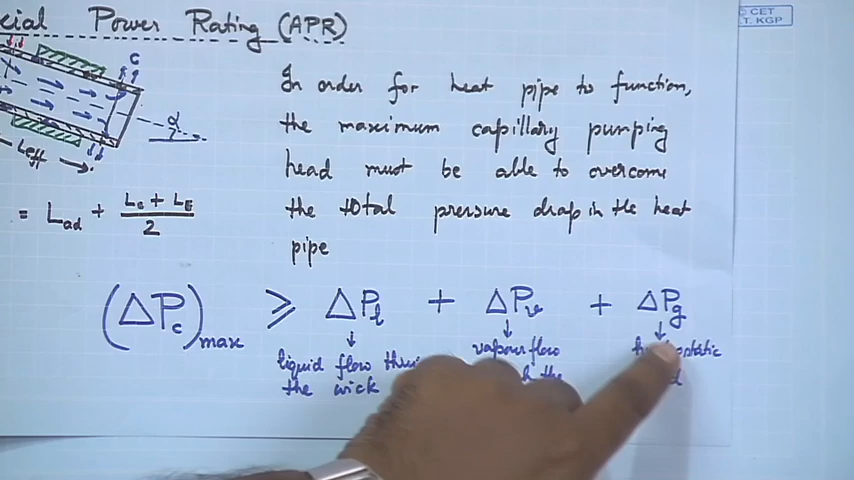 cial Power Rating (APR)
© CET
T. KGP
C
α
Leff
= Lad + Lc + LE
2
In order for heat pipe to function,
the maximum capillary pumping
head must be able to overcome
the total pressure drop in the heat
pipe
(ΔPc)max ≥ ΔPl + ΔPv + ΔPg
liquid flow thru
the wick
vapour flow
the